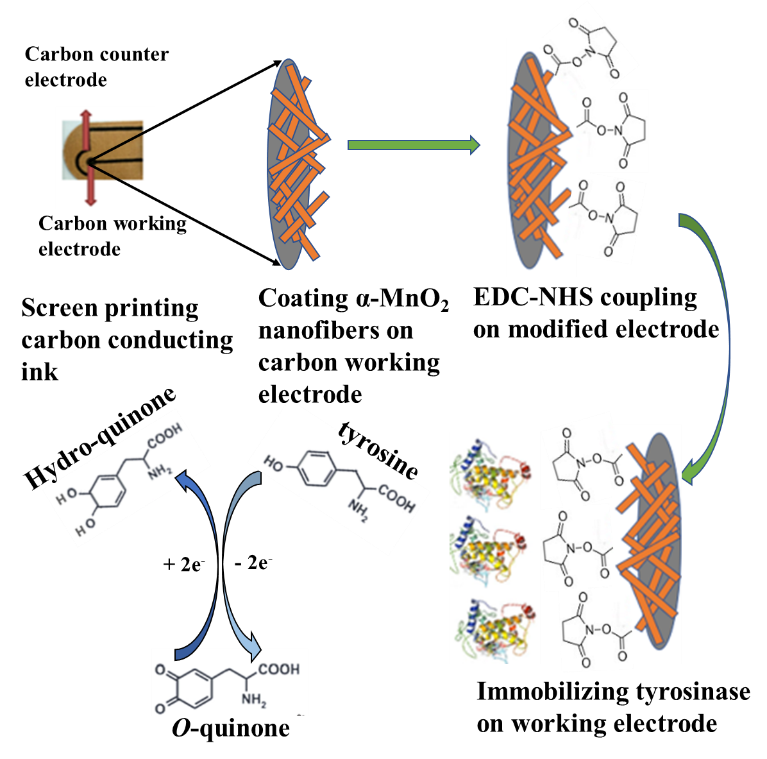 Carbon counter
electrode
Carbon working
electrode
Screen printing
carbon conducting
ink
Coating α-MnO₂
nanofibers on
carbon working
electrode
EDC-NHS coupling
on modified electrode
O
O
O
N
O
O
O
O
N
O
O
O
O
N
O
Hydro-quinone
COOH
NH₂
HO
HO
tyrosine
HO
COOH
NH₂
+ 2e⁻
- 2e⁻
O
O
COOH
NH₂
O-quinone
O
N
O
O
O
O
N
O
O
O
O
N
O
O
O
Immobilizing tyrosinase
on working electrode